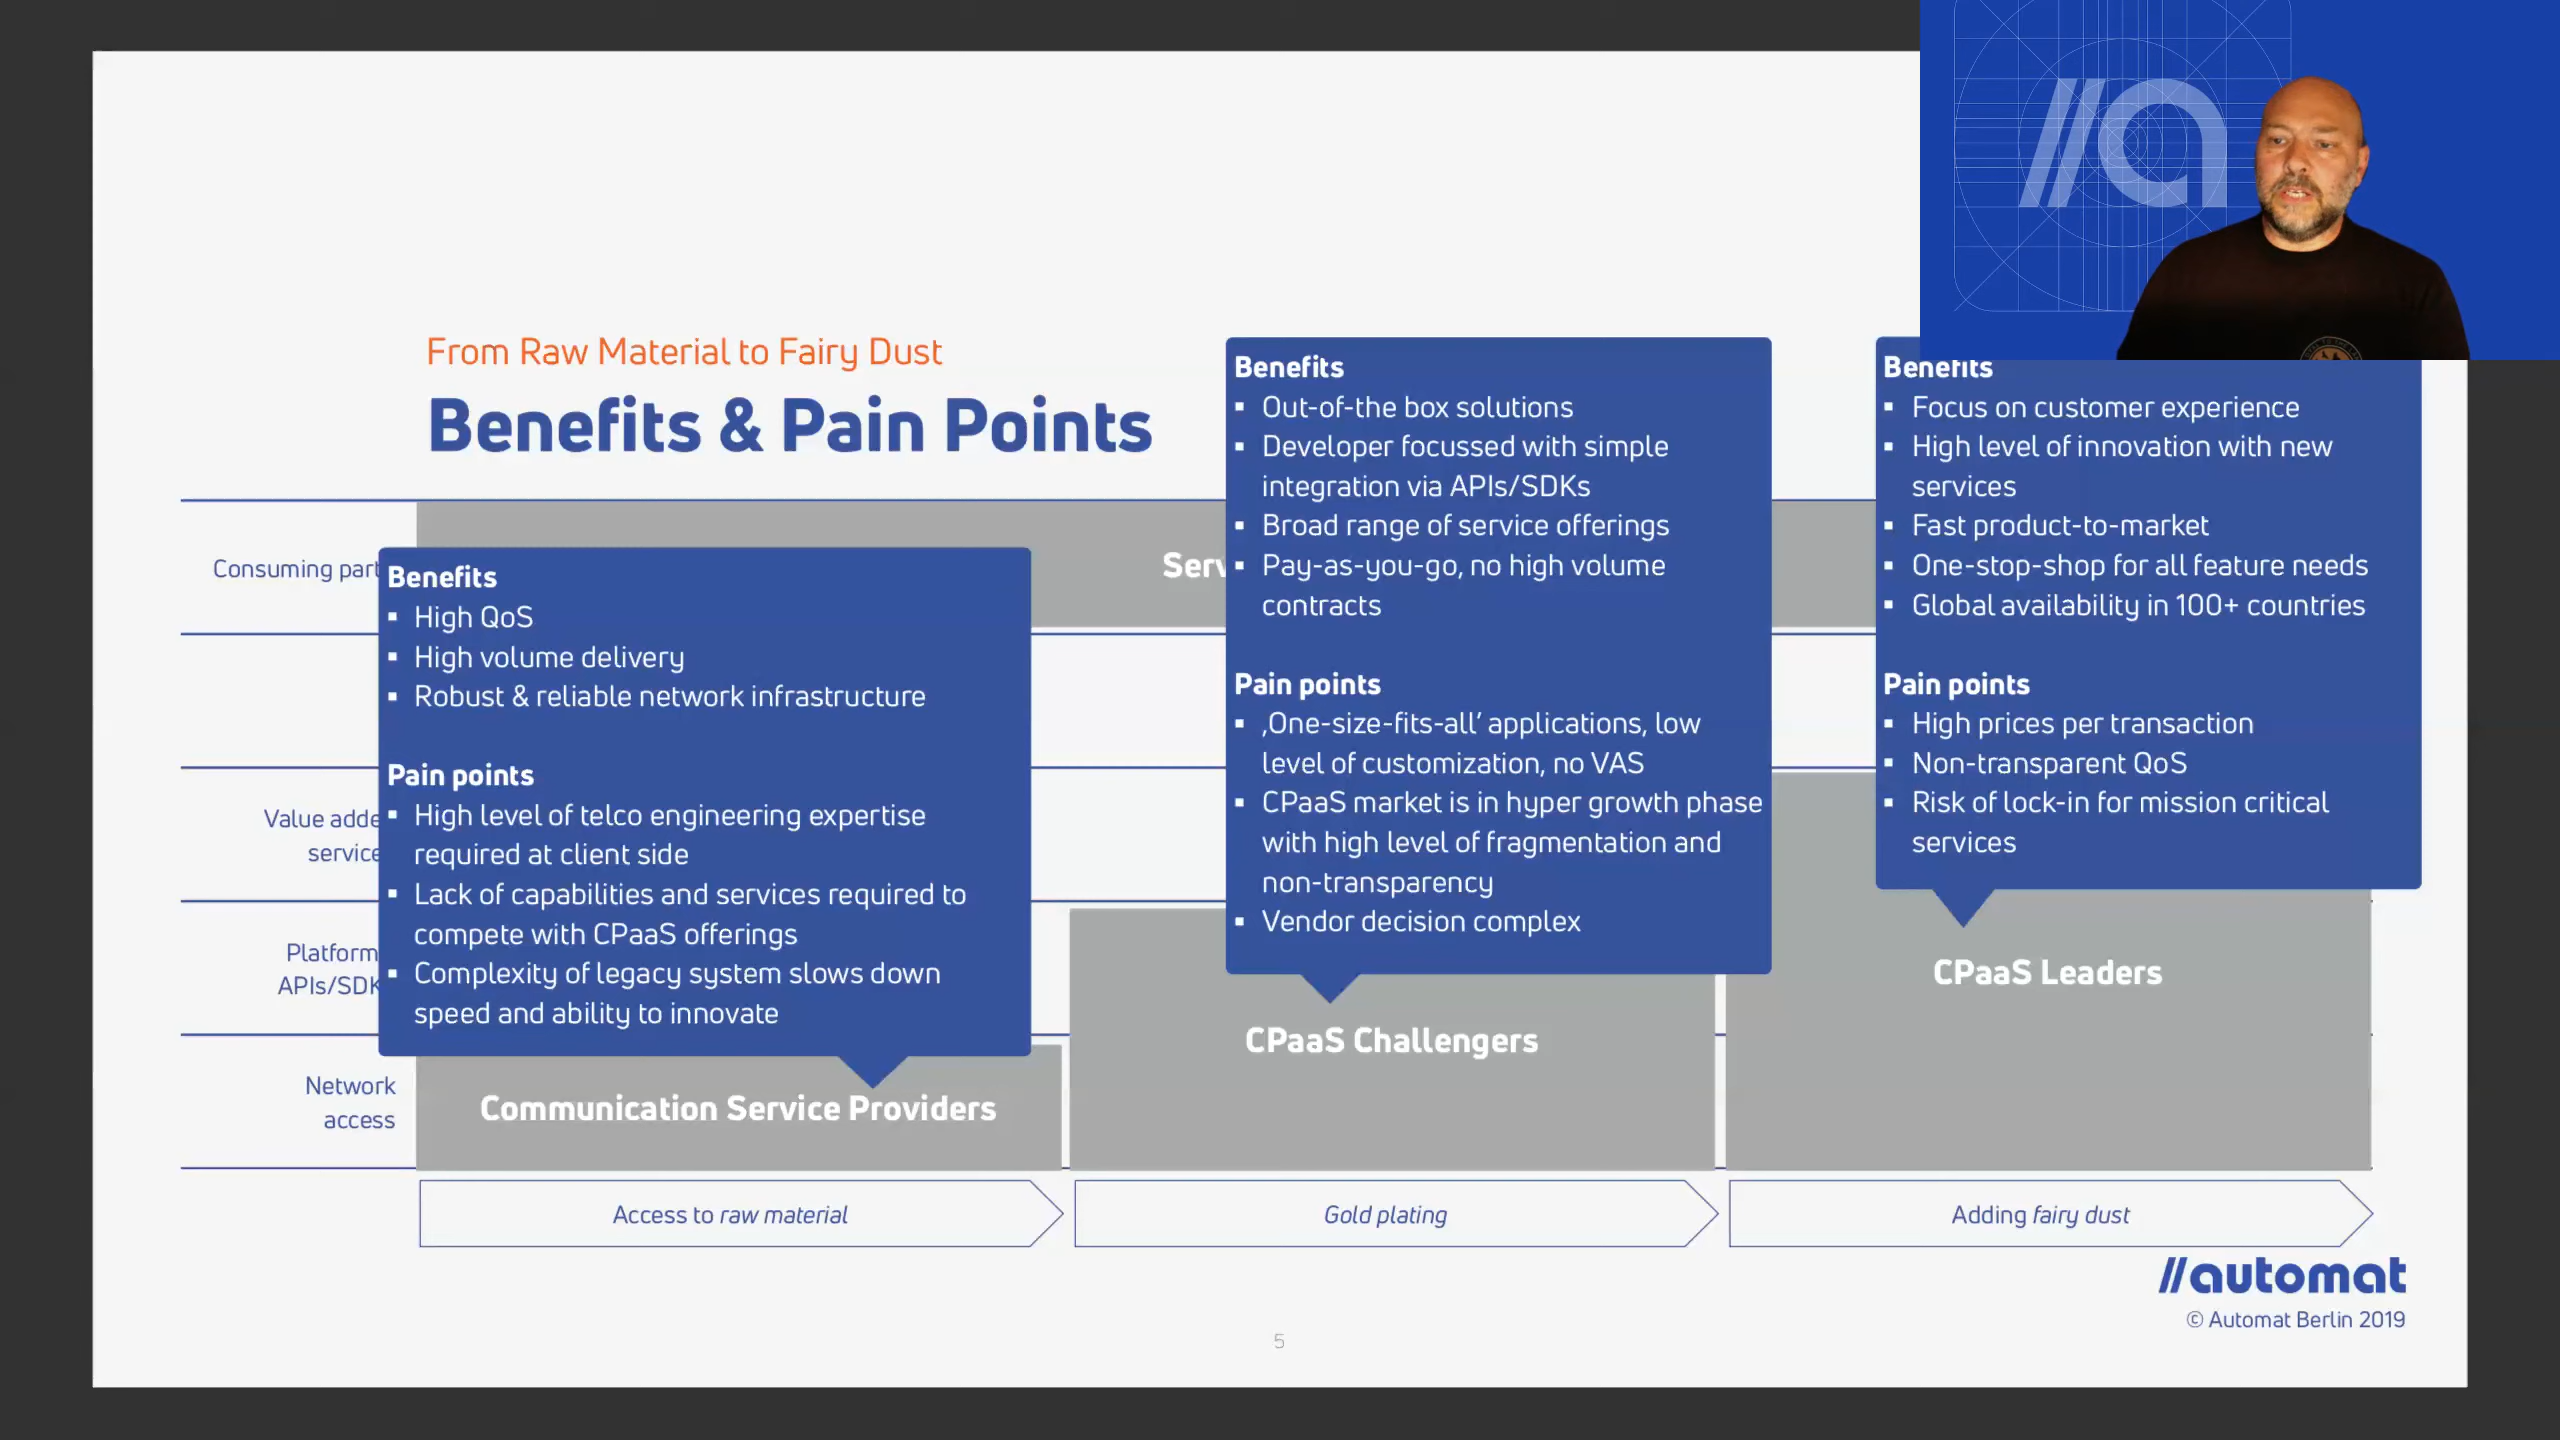 From Raw Material to Fairy Dust
Benefits & Pain Points
Consuming part
Value adde
service
Platform
APIs/SDK
Network
access
Serv
Benefits
▪ High QoS
▪ High volume delivery
▪ Robust & reliable network infrastructure
Pain points
▪ High level of telco engineering expertise
required at client side
▪ Lack of capabilities and services required to
compete with CPaaS offerings
▪ Complexity of legacy system slows down
speed and ability to innovate
Communication Service Providers
Benefits
▪ Out-of-the box solutions
▪ Developer focussed with simple
integration via APIs/SDKs
▪ Broad range of service offerings
▪ Pay-as-you-go, no high volume
contracts
Pain points
▪ ‚One-size-fits-all’ applications, low
level of customization, no VAS
▪ CPaaS market is in hyper growth phase
with high level of fragmentation and
non-transparency
▪ Vendor decision complex
CPaaS Challengers
Benefits
▪ Focus on customer experience
▪ High level of innovation with new
services
▪ Fast product-to-market
▪ One-stop-shop for all feature needs
▪ Global availability in 100+ countries
Pain points
▪ High prices per transaction
▪ Non-transparent QoS
▪ Risk of lock-in for mission critical
services
CPaaS Leaders
Access to raw material
Gold plating
Adding fairy dust
//automat
© Automat Berlin 2019
5
//a